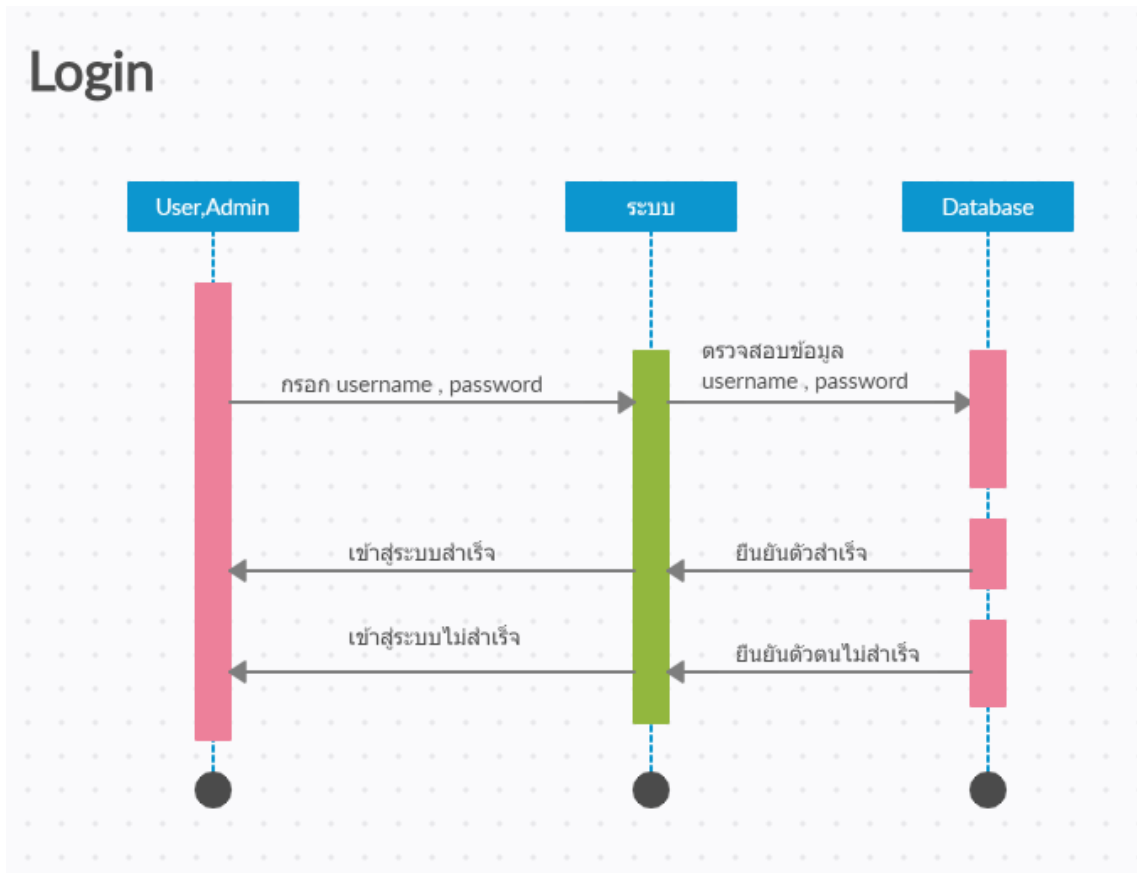 Login
User,Admin
ระบบ
Database
กรอก username , password
ตรวจสอบข้อมูล
username , password
เข้าสู่ระบบสำเร็จ
ยืนยันตัวสำเร็จ
เข้าสู่ระบบไม่สำเร็จ
ยืนยันตัวตนไม่สำเร็จ